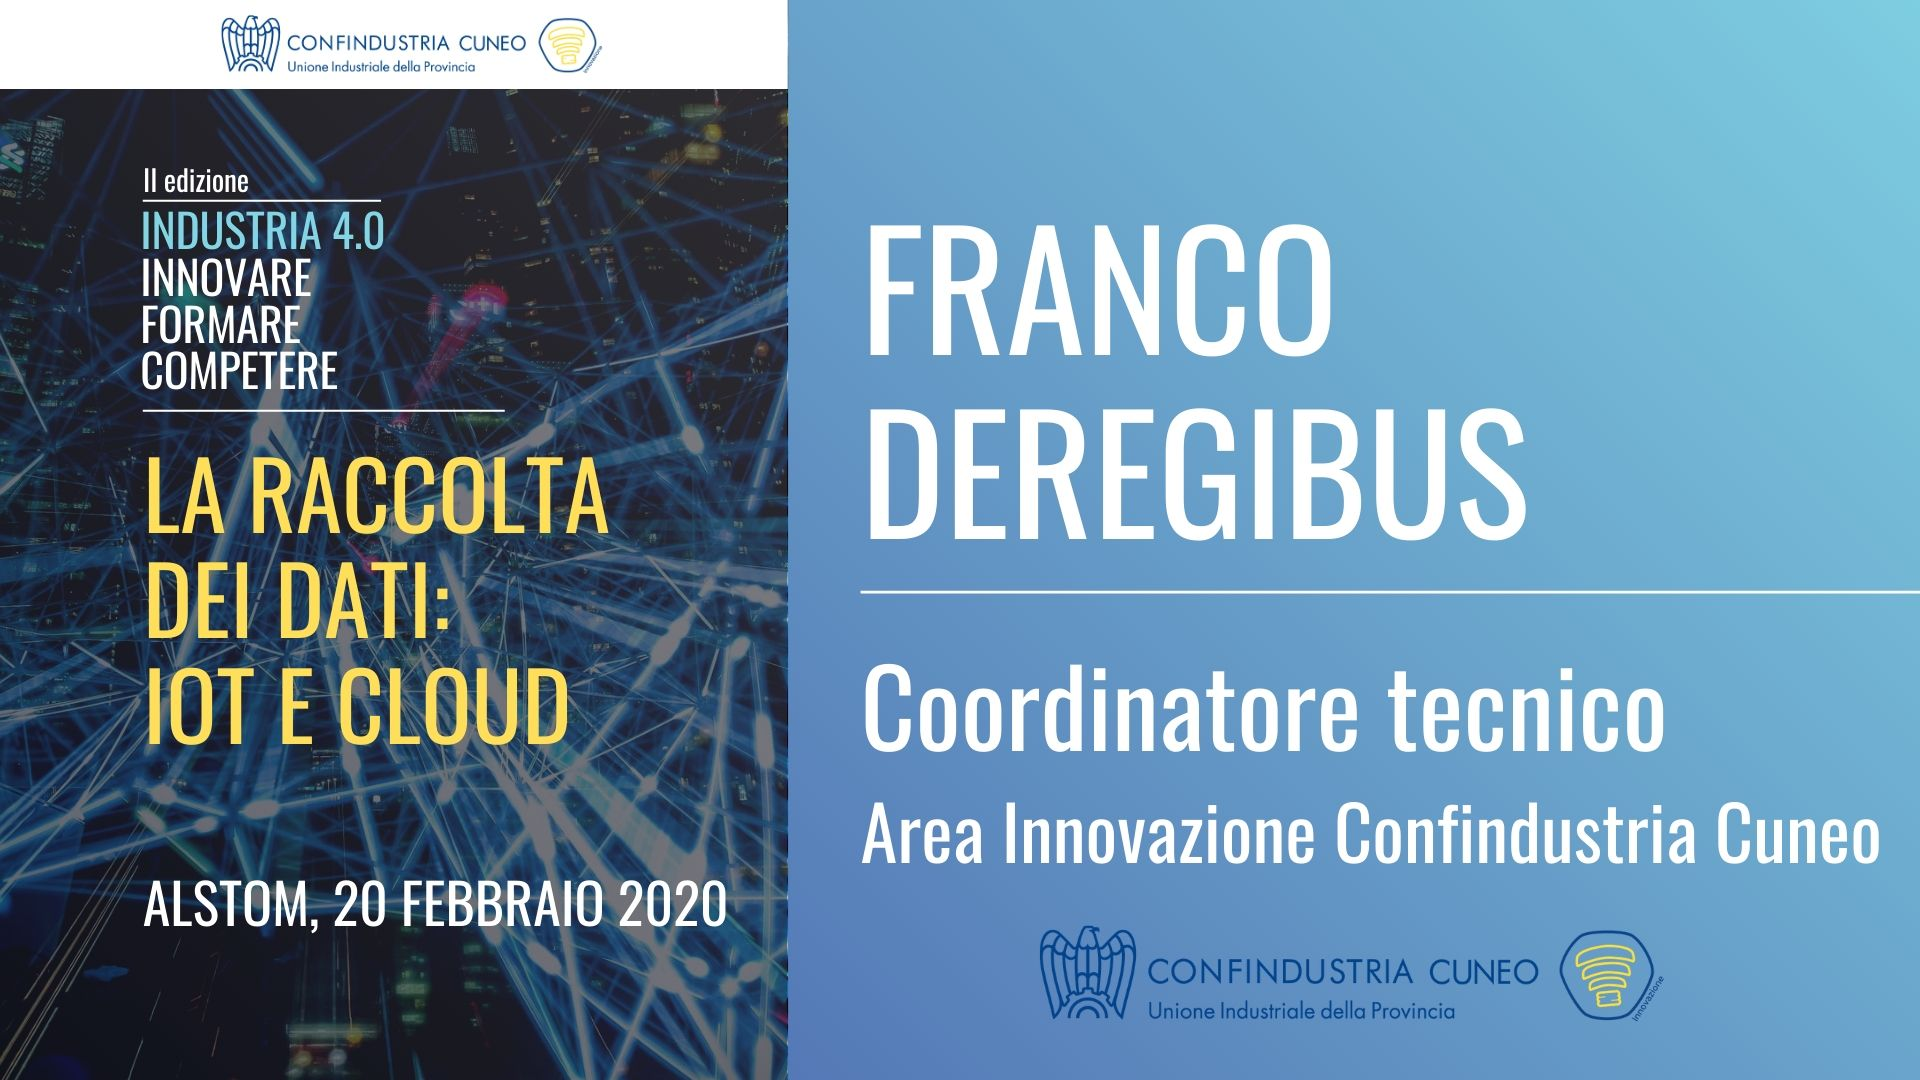 CONFINDUSTRIA CUNEO
Unione Industriale della Provincia
Innovazione
II edizione
INDUSTRIA 4.0
INNOVARE
FORMARE
COMPETERE
LA RACCOLTA
DEI DATI:
IOT E CLOUD
ALSTOM, 20 FEBBRAIO 2020
FRANCO
DEREGIBUS
Coordinatore tecnico
Area Innovazione Confindustria Cuneo
CONFINDUSTRIA CUNEO
Unione Industriale della Provincia
Innovazione